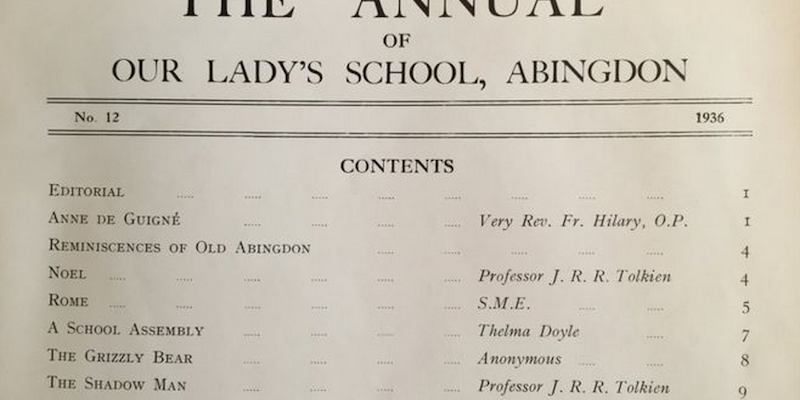 THE ANNUAL
OF
OUR LADY'S SCHOOL, ABINGDON
No. 12 1936
CONTENTS
EDITORIAL ..... ..... ..... ..... ..... ..... ..... ..... 1
ANNE DE GUIGNÉ ..... ..... ..... ..... Very Rev. Fr. Hilary, O.P. 1
REMINISCENCES OF OLD ABINGDON ..... ..... ..... ..... ..... 4
NOEL ..... ..... ..... ..... ..... ..... Professor J. R. R. Tolkien 4
ROME ..... ..... ..... ..... ..... ..... S.M.E. ..... ..... 5
A SCHOOL ASSEMBLY ..... ..... ..... ..... Thelma Doyle ..... 7
THE GRIZZLY BEAR ..... ..... ..... ..... Anonymous ..... ..... 8
THE SHADOW MAN ..... ..... ..... ..... Professor J. R. R. Tolkien 9